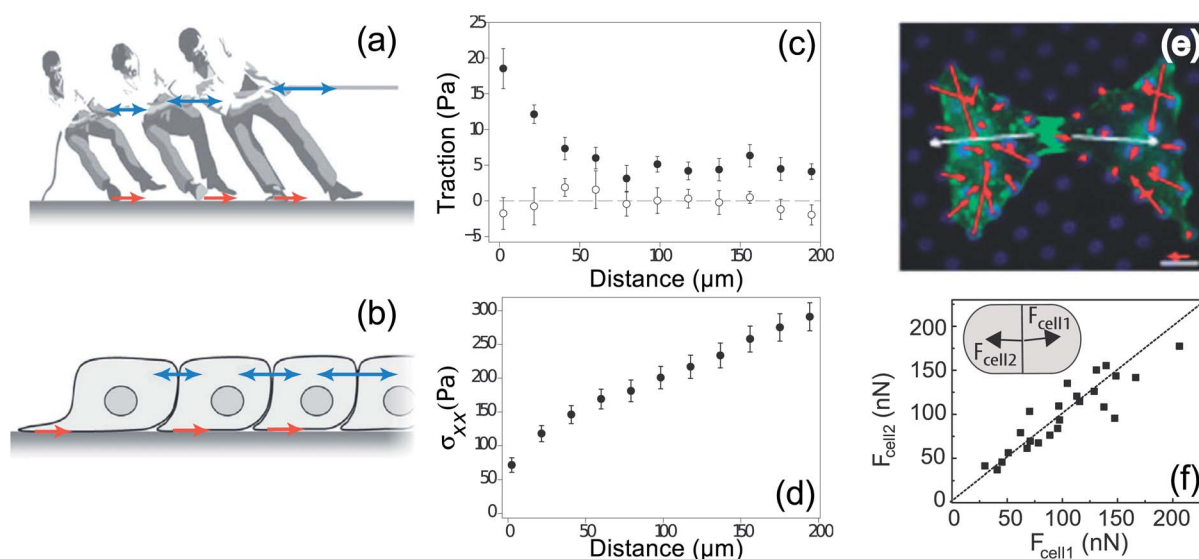 (a)
(b)
(c)
Traction (Pa)
25
20
15
10
5
0
−5
0
50
100
150
200
Distance (μm)
(d)
σxx(Pa)
300
250
200
150
100
50
0
0
50
100
150
200
Distance (μm)
(e)
(f)
Fcell2 (nN)
200
150
100
50
0
0
50
100
150
200
Fcell1 (nN)
Fcell1
Fcell2